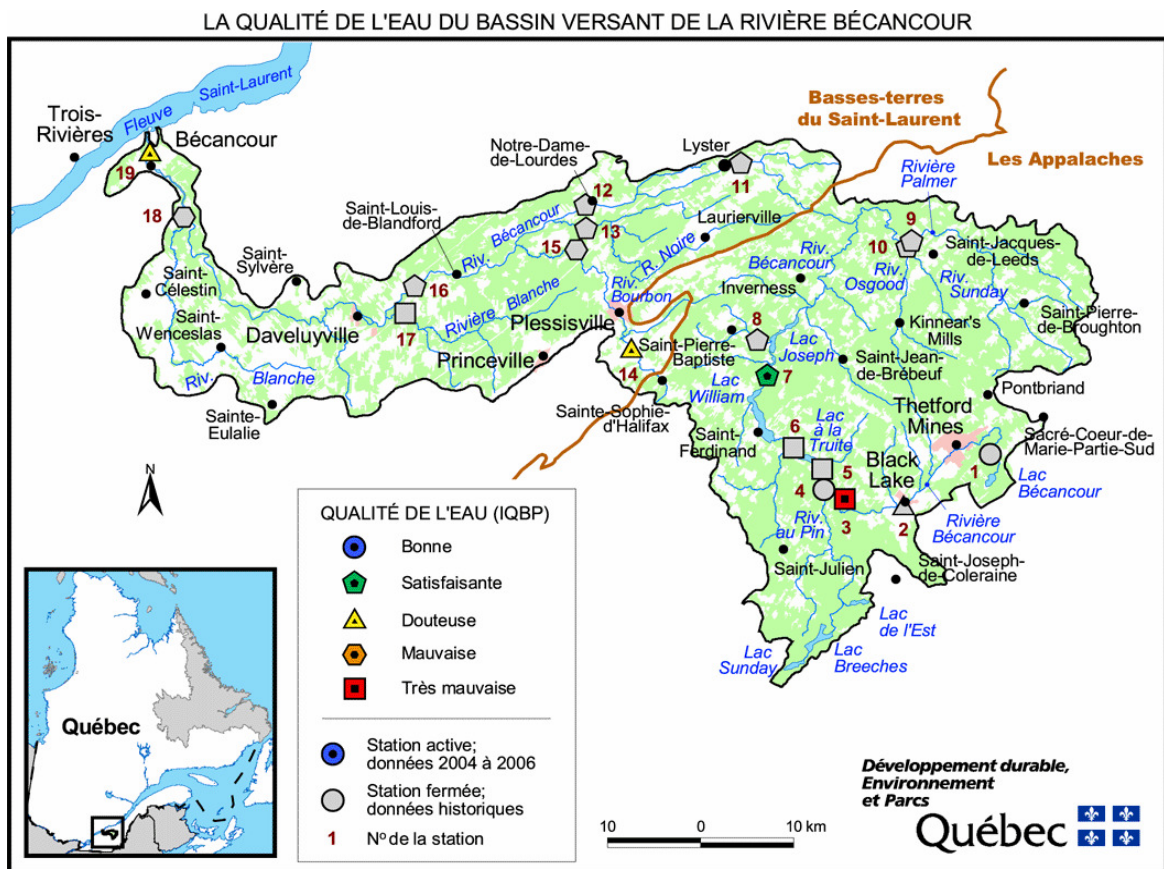 LA QUALITÉ DE L'EAU DU BASSIN VERSANT DE LA RIVIÈRE BÉCANCOUR
Fleuve Saint-Laurent
Trois-
Rivières
Bécancour
19
18
Basses-terres
du Saint-Laurent
Les Appalaches
Notre-Dame-
de-Lourdes
Lyster
11
12
13
15
Rivière
Palmer
9
10
Saint-Louis-
de-Blandford
Riv. Bécancour
Laurierville
R. Noire
Riv.
Bécancour
Riv.
Osgood
Saint-Jacques-
de-Leeds
Riv.
Sunday
Saint-
Sylvère
Saint-
Célestin
16
17
Rivière Blanche
Riv.
Bourbon
Inverness
Saint-Pierre-
de-Broughton
Saint-
Wenceslas
Daveluyville
Plessisville
8
Saint-Pierre-
Baptiste
Lac
Joseph
Kinnear's
Mills
Princeville
14
Saint-Jean-
de-Brébeuf
7
Riv. Blanche
Sainte-
Eulalie
Sainte-Sophie-
d'Halifax
Lac
William
Pontbriand
Thetford
Mines
Saint-
Ferdinand
6
Lac
à la
Truite
5
Sacré-Coeur-de-
Marie-Partie-Sud
Black
Lake
1
Lac
Bécancour
4
3
2
Riv.
au Pin
Rivière
Bécancour
Saint-Julien
Saint-Joseph-
de-Coleraine
Lac
de l'Est
Lac
Sunday
Lac
Breeches
N
QUALITÉ DE L'EAU (IQBP)
Bonne
Satisfaisante
Douteuse
Mauvaise
Très mauvaise
Station active;
données 2004 à 2006
Station fermée;
données historiques
1 Nº de la station
Québec
10 0 10 km
Développement durable,
Environnement
et Parcs
Québec